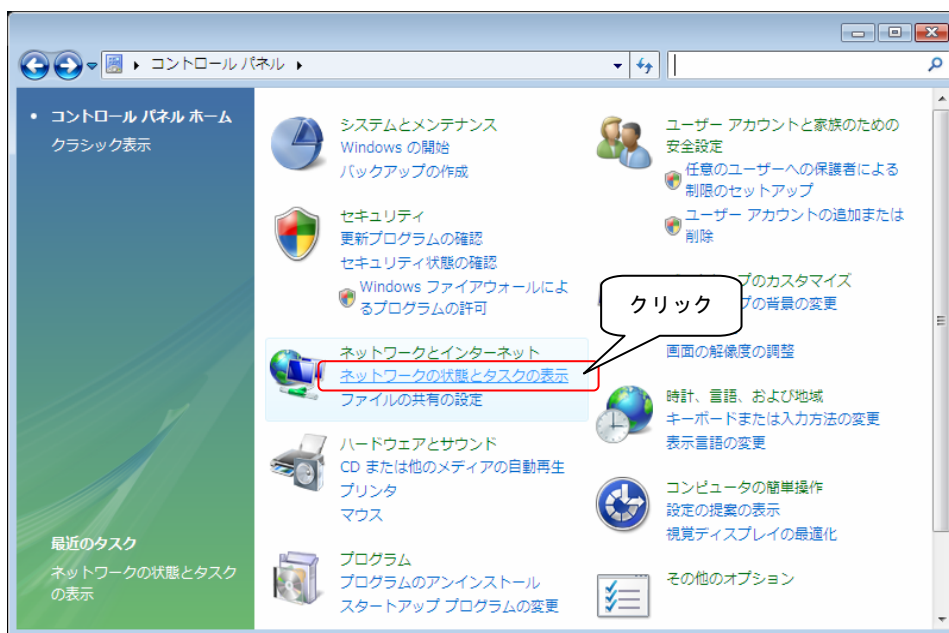 コントロール パネル
コントロール パネル ホーム
クラシック表示
最近のタスク
ネットワークの状態とタスク
の表示
システムとメンテナンス
Windows の開始
バックアップの作成
セキュリティ
更新プログラムの確認
セキュリティ状態の確認
Windows ファイアウォールによ
るプログラムの許可
ネットワークとインターネット
ネットワークの状態とタスクの表示
ファイルの共有の設定
ハードウェアとサウンド
CD または他のメディアの自動再生
プリンタ
マウス
プログラム
プログラムのアンインストール
スタートアップ プログラムの変更
ユーザー アカウントと家族のための
安全設定
任意のユーザーへの保護者による
制限のセットアップ
ユーザー アカウントの追加または
削除
クリック
プのカスタマイズ
プの背景の変更
画面の解像度の調整
時計、言語、および地域
キーボードまたは入力方法の変更
表示言語の変更
コンピュータの簡単操作
設定の提案の表示
視覚ディスプレイの最適化
その他のオプション